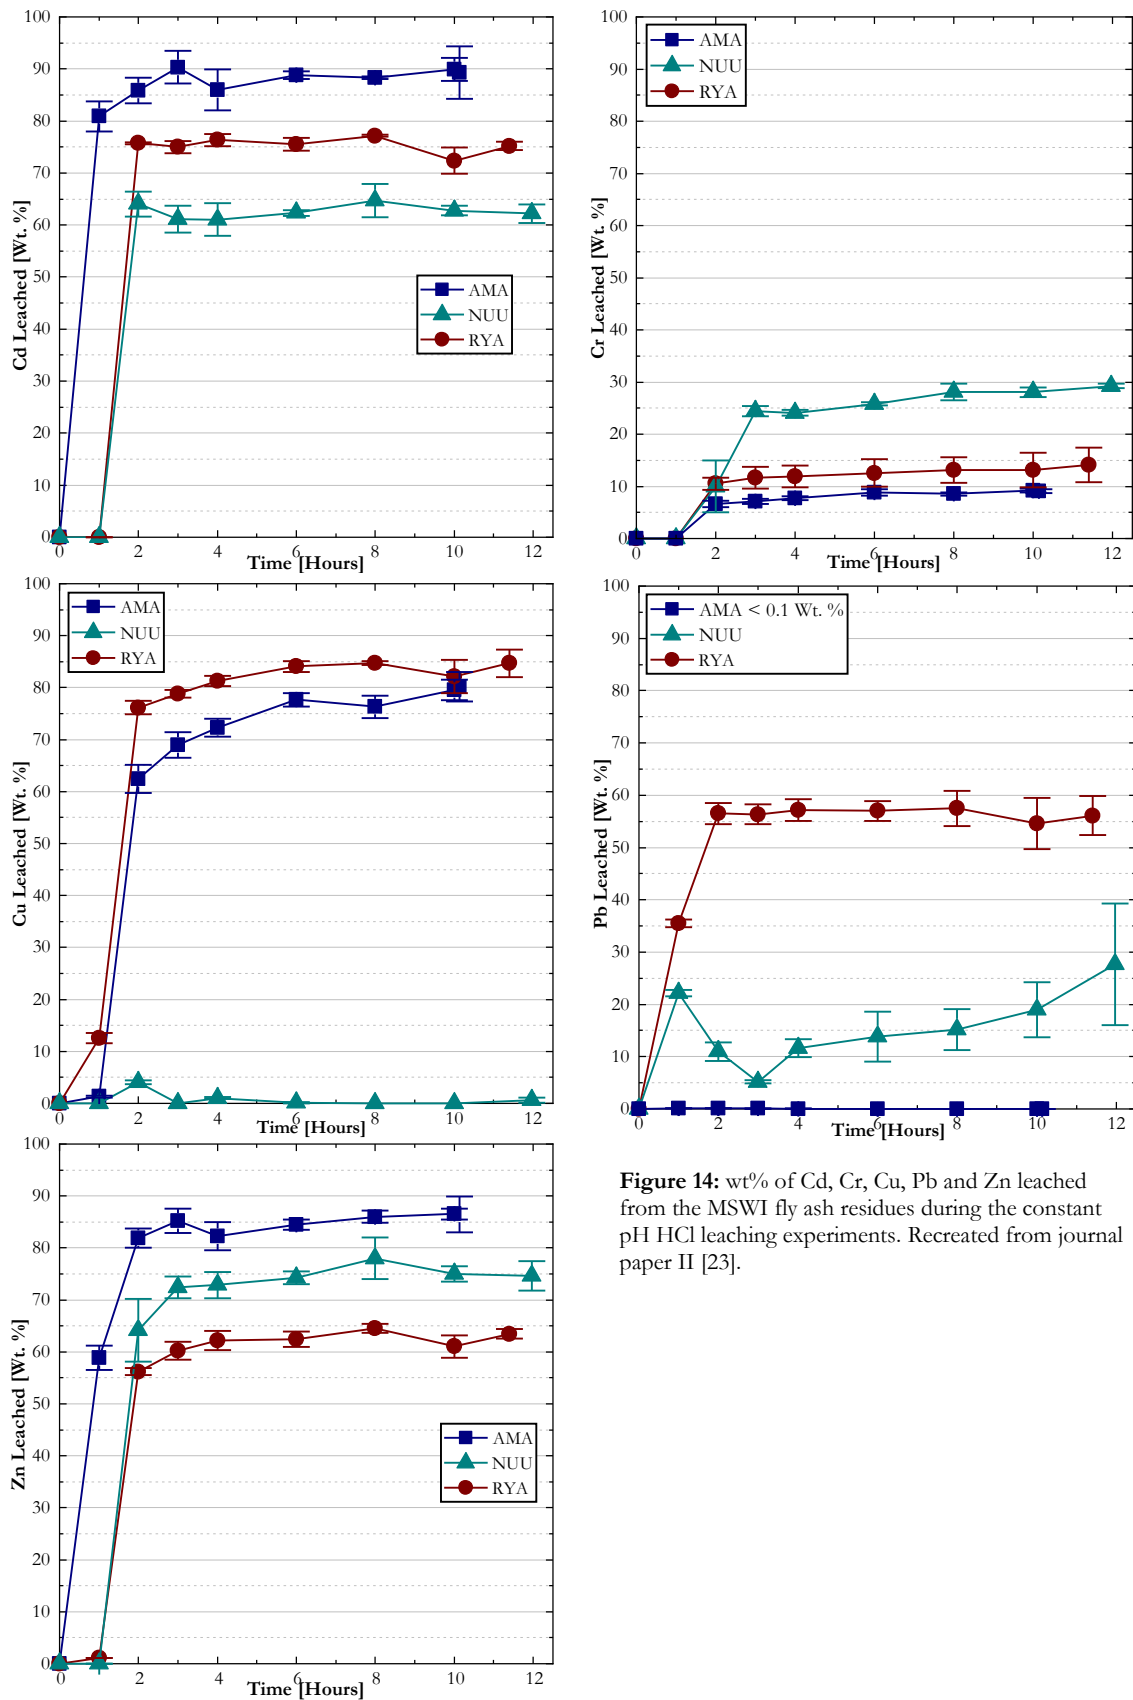 100
90
80
70
60
50
40
30
20
10
0
Cd Leached [Wt. %]
AMA
NUU
RYA
0 2 4 6 8 10 12
Time [Hours]
100
90
80
70
60
50
40
30
20
10
0
Cr Leached [Wt. %]
AMA
NUU
RYA
0 2 4 6 8 10 12
Time [Hours]
100
90
80
70
60
50
40
30
20
10
0
Cu Leached [Wt. %]
AMA
NUU
RYA
0 2 4 6 8 10 12
Time [Hours]
100
90
80
70
60
50
40
30
20
10
0
Pb Leached [Wt. %]
AMA < 0.1 Wt. %
NUU
RYA
0 2 4 6 8 10 12
Time [Hours]
100
90
80
70
60
50
40
30
20
10
0
Zn Leached [Wt. %]
AMA
NUU
RYA
0 2 4 6 8 10 12
Time [Hours]
Figure 14: wt% of Cd, Cr, Cu, Pb and Zn leached
from the MSWI fly ash residues during the constant
pH HCl leaching experiments. Recreated from journal
paper II [23].